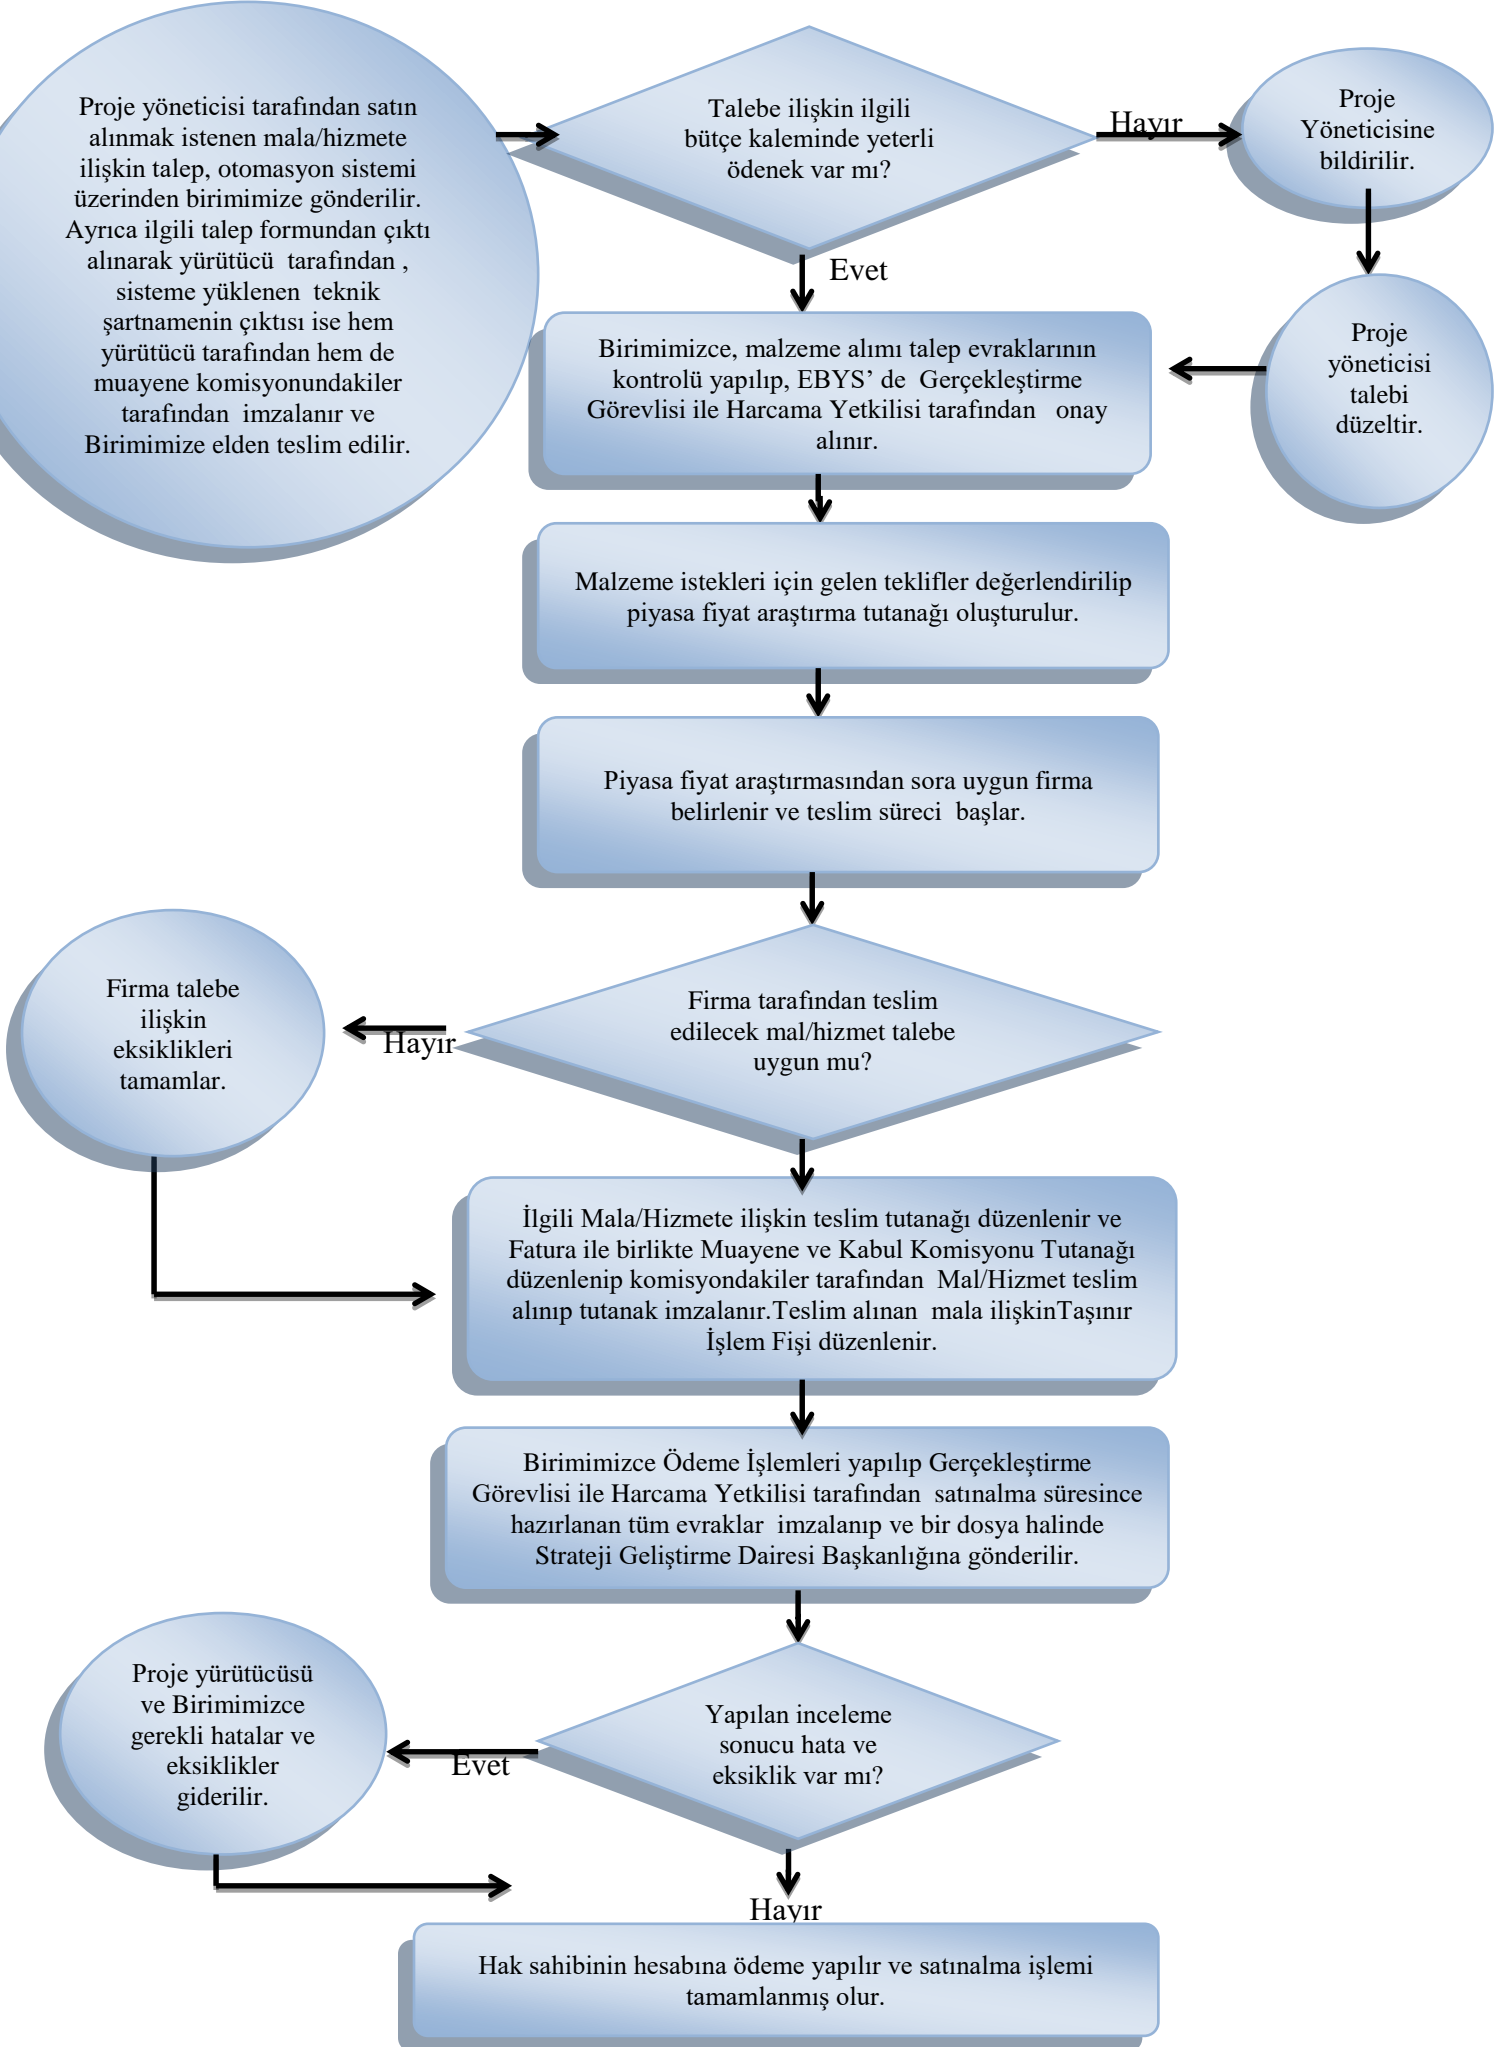 Proje yöneticisi tarafından satın
alınmak istenen mala/hizmete
ilişkin talep, otomasyon sistemi
üzerinden birimimize gönderilir.
Ayrıca ilgili talep formundan çıktı
alınarak yürütücü tarafından ,
sisteme yüklenen teknik
şartnamenin çıktısı ise hem
yürütücü tarafından hem de
muayene komisyonundakiler
tarafından imzalanır ve
Birimimize elden teslim edilir.
Talebe ilişkin ilgili
bütçe kaleminde yeterli
ödenek var mı?
Hayır
Proje
Yöneticisine
bildirilir.
Evet
Proje
yöneticisi
talebi
düzeltir.
Birimimizce, malzeme alımı talep evraklarının
kontrolü yapılıp, EBYS’ de Gerçekleştirme
Görevlisi ile Harcama Yetkilisi tarafından onay
alınır.
Malzeme istekleri için gelen teklifler değerlendirilip
piyasa fiyat araştırma tutanağı oluşturulur.
Piyasa fiyat araştırmasından sora uygun firma
belirlenir ve teslim süreci başlar.
Firma tarafından teslim
edilecek mal/hizmet talebe
uygun mu?
Hayır
Firma talebe
ilişkin
eksiklikleri
tamamlar.
İlgili Mala/Hizmete ilişkin teslim tutanağı düzenlenir ve
Fatura ile birlikte Muayene ve Kabul Komisyonu Tutanağı
düzenlenip komisyondakiler tarafından Mal/Hizmet teslim
alınıp tutanak imzalanır.Teslim alınan mala ilişkinTaşınır
İşlem Fişi düzenlenir.
Birimimizce Ödeme İşlemleri yapılıp Gerçekleştirme
Görevlisi ile Harcama Yetkilisi tarafından satınalma süresince
hazırlanan tüm evraklar imzalanıp ve bir dosya halinde
Strateji Geliştirme Dairesi Başkanlığına gönderilir.
Yapılan inceleme
sonucu hata ve
eksiklik var mı?
Evet
Proje yürütücüsü
ve Birimimizce
gerekli hatalar ve
eksiklikler
giderilir.
Hayır
Hak sahibinin hesabına ödeme yapılır ve satınalma işlemi
tamamlanmış olur.